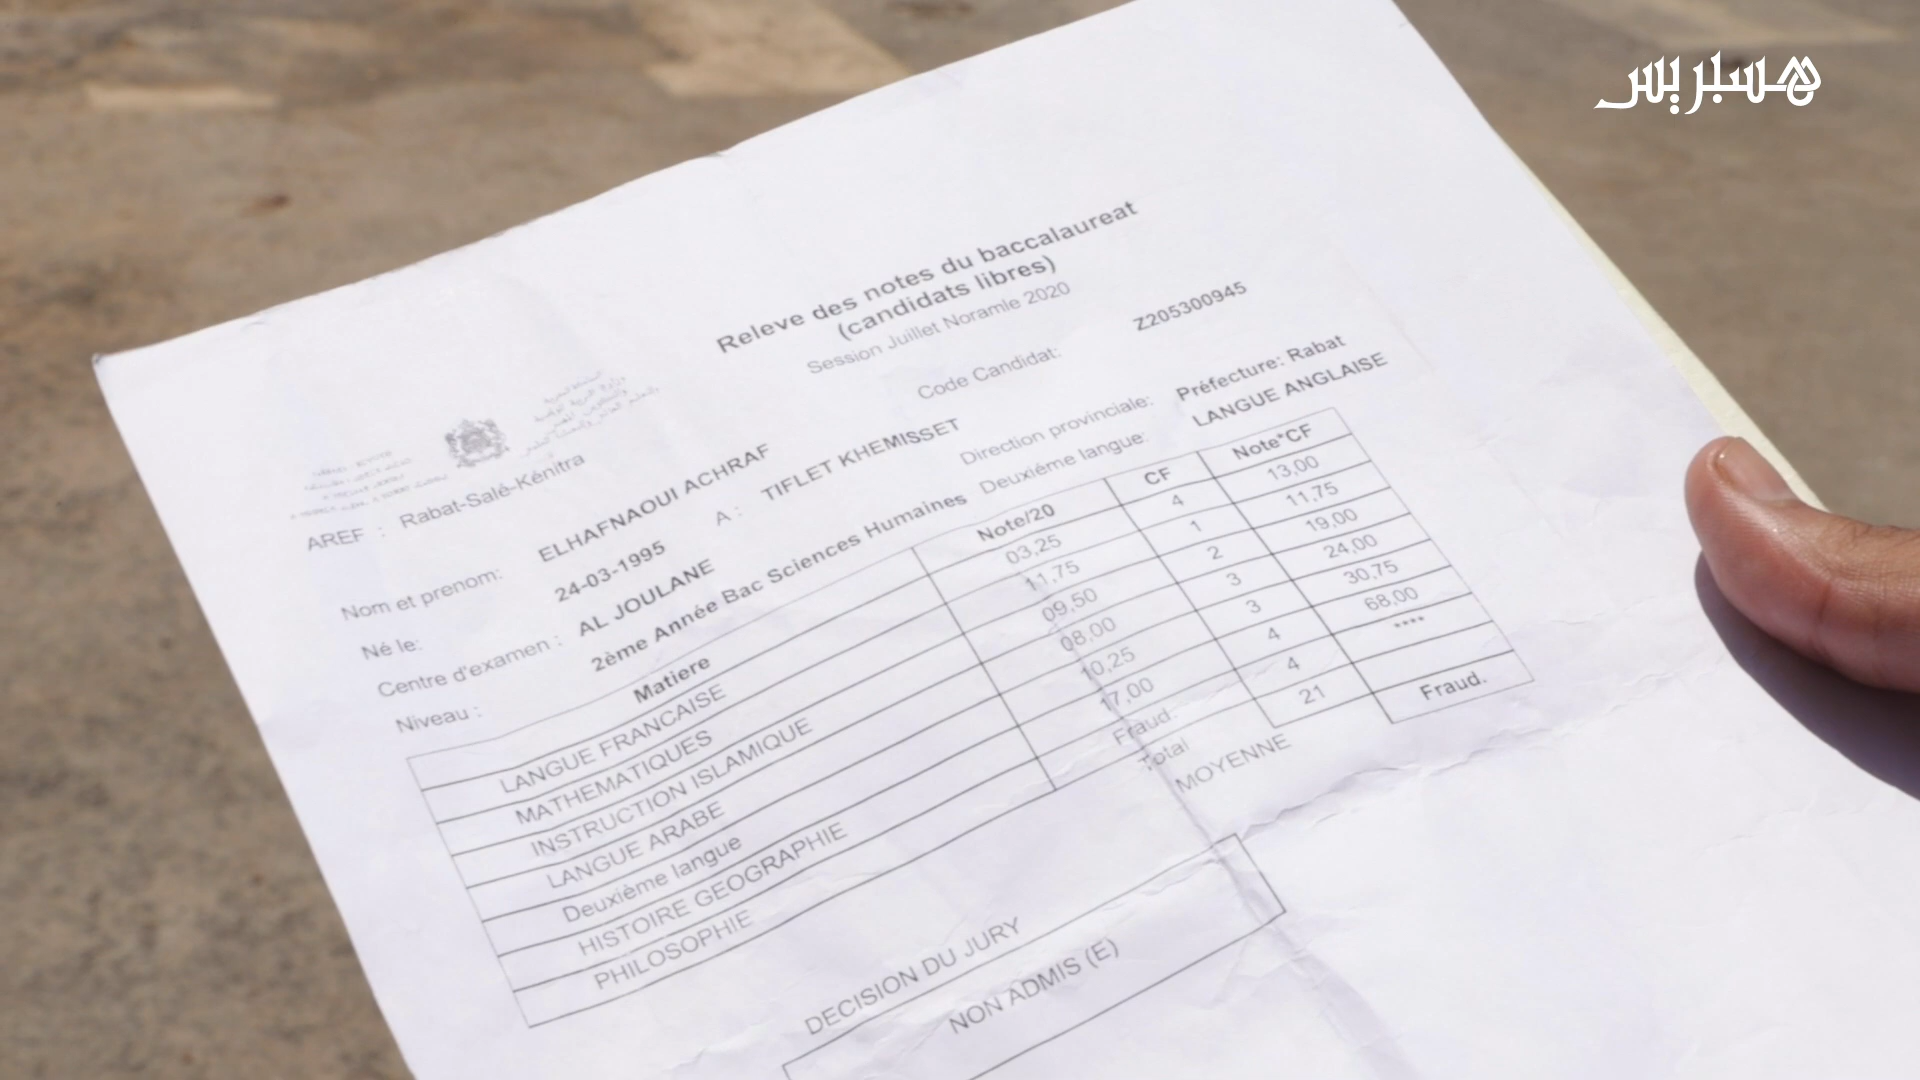 هسبريس
Releve des notes du baccalaureat
(candidats libres)
Session Juillet Noramle 2020
Code Candidat: Z205300945
AREF : Rabat-Salé-Kénitra
Direction provinciale: Préfecture: Rabat
Nom et prenom: ELHAFNAOUI ACHRAF
Deuxiéme langue: LANGUE ANGLAISE
Né le: 24-03-1995 A : TIFLET KHEMISSET
Centre d'examen : AL JOULANE
Niveau : 2ème Année Bac Sciences Humaines
Matiere Note/20 CF Note*CF
LANGUE FRANCAISE 03,25 4 13,00
MATHEMATIQUES 11,75 1 11,75
INSTRUCTION ISLAMIQUE 09,50 2 19,00
LANGUE ARABE 08,00 3 24,00
Deuxième langue 10,25 3 30,75
HISTOIRE GEOGRAPHIE 17,00 4 68,00
PHILOSOPHIE Fraud. 4 ****
Total 21
MOYENNE Fraud.
DECISION DU JURY
NON ADMIS (E)